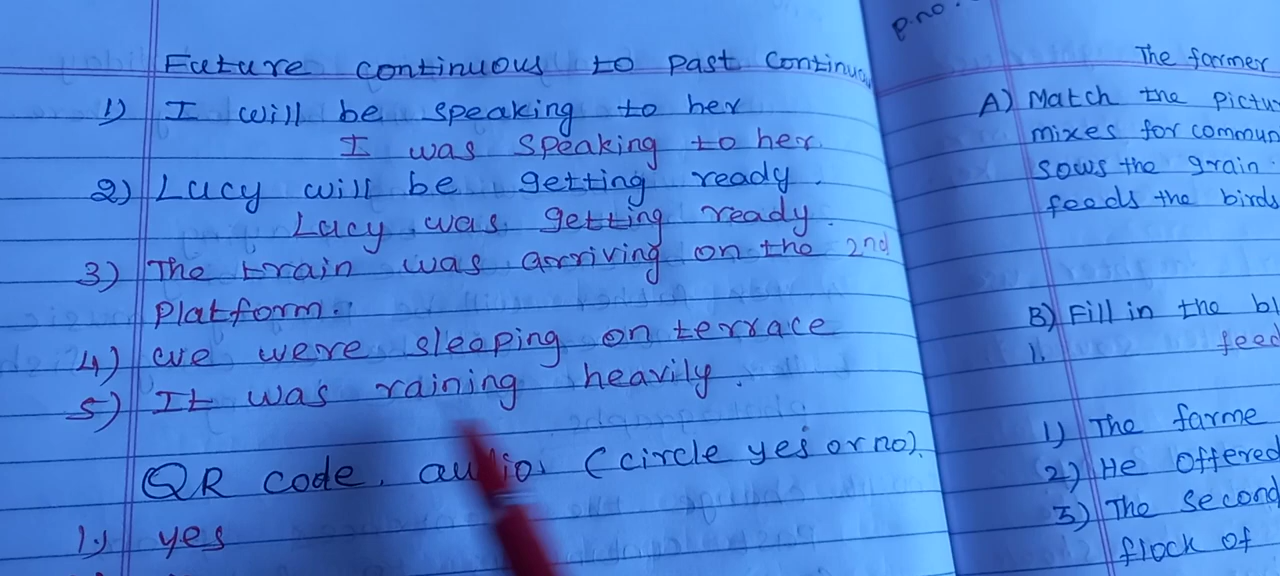 Future continuous to past continuou
1) I will be speaking to her
I was speaking to her.
2) Lucy will be getting ready.
Lucy was getting ready.
3) The train was arriving on the 2nd
Platform.
4) We were sleeping on terrace
5) It was raining heavily.
QR code. audio. (circle yes or no).
1) yes
P.no.
The farmer
A) Match the pictu
mixes for commun
sows the grain
feeds the birds
B) Fill in the bl
1. feed
1) The farme
2) He offered
3) The second
flock of